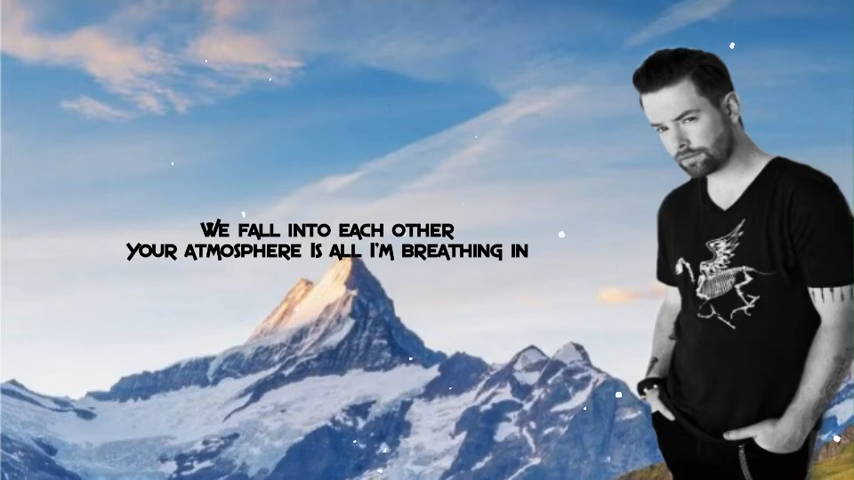 We fall into each other
Your atmosphere is all I'm breathing in